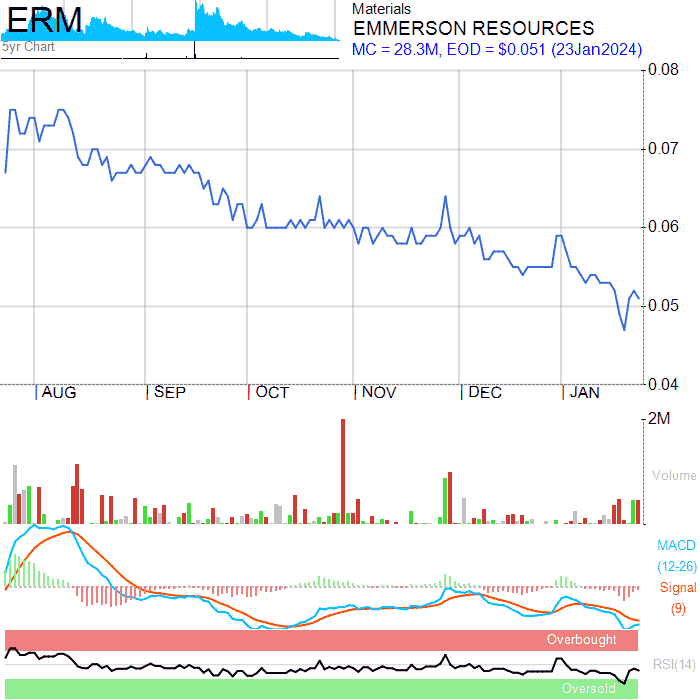 ERM
5yr Chart
Materials
EMMERSON RESOURCES
MC = 28.3M, EOD = $0.051 (23Jan2024)
0.08
0.07
0.06
0.05
0.04
AUG SEP OCT NOV DEC JAN
2M
Volume
MACD
(12-26)
Signal
(9)
Overbought
RSI(14)
Oversold